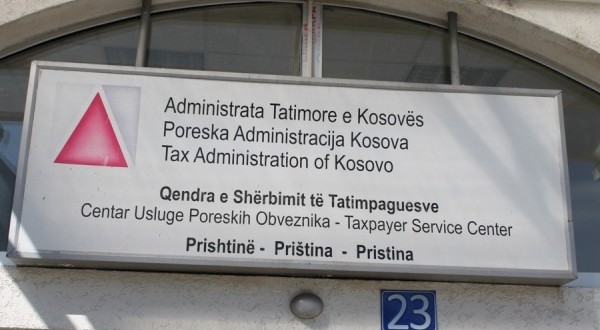 Administrata Tatimore e Kosovës
Poreska Administracija Kosova
Tax Administration of Kosovo
Qendra e Shërbimit të Tatimpaguesve
Centar Usluge Poreskih Obveznika - Taxpayer Service Center
Prishtinë - Priština - Pristina
23